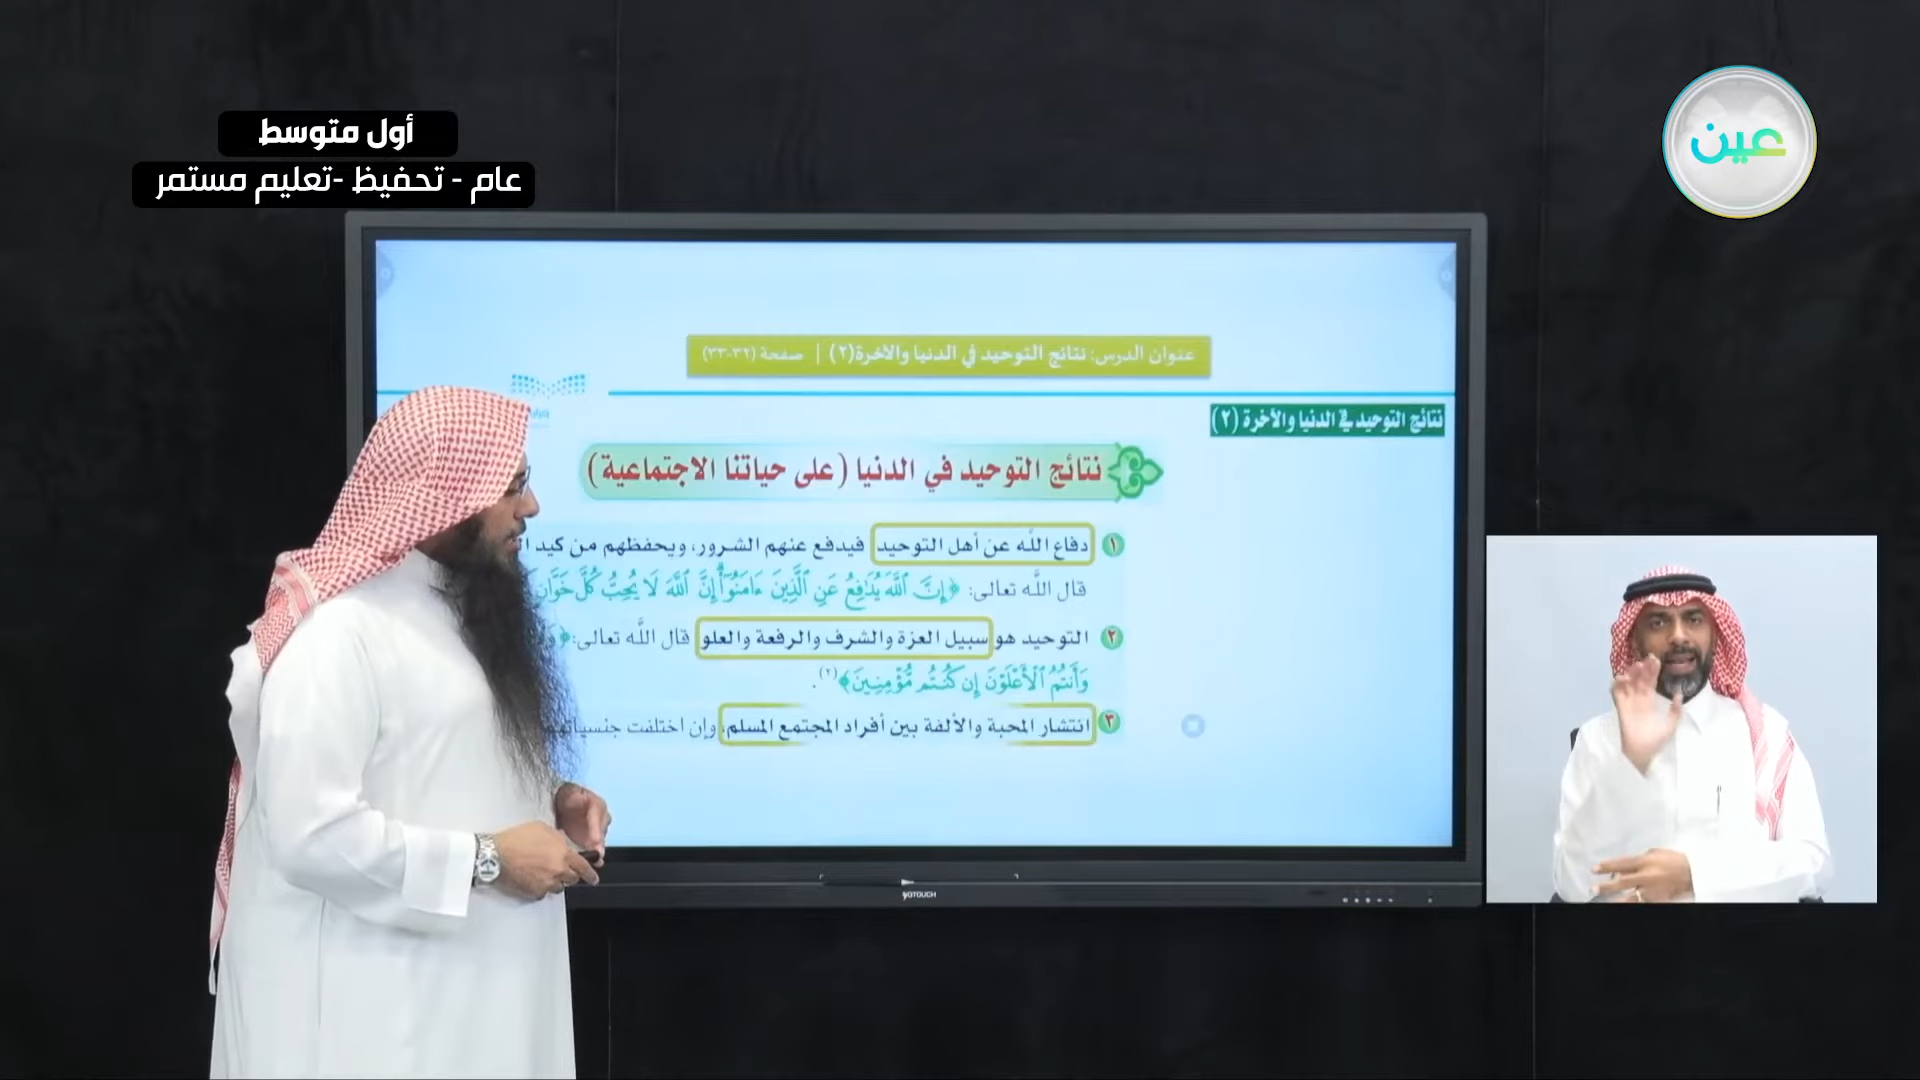 أول متوسط
عام - تحفيظ -تعليم مستمر
عين
عنوان الدرس: نتائج التوحيد في الدنيا والآخرة(٢) | صفحة (٣٢-٣٣)
نتائج التوحيد في الدنيا والآخرة (٢)
نتائج التوحيد في الدنيا (على حياتنا الاجتماعية)
١ دفاع اللَّه عن أهل التوحيد فيدفع عنهم الشرور، ويحفظهم من كيد
قال اللَّه تعالى: ﴿إِنَّ ٱللَّهَ يُدَٰفِعُ عَنِ ٱلَّذِينَ ءَامَنُوٓاْ إِنَّ ٱللَّهَ لَا يُحِبُّ كُلَّ خَوَّانٍ
٢ التوحيد هو سبيل العزة والشرف والرفعة والعلو قال اللَّه تعالى: ﴿
وَأَنتُمُ ٱلْأَعْلَوْنَ إِن كُنتُم مُّؤْمِنِينَ﴾(٢).
٣ انتشار المحبة والألفة بين أفراد المجتمع المسلم، وإن اختلفت